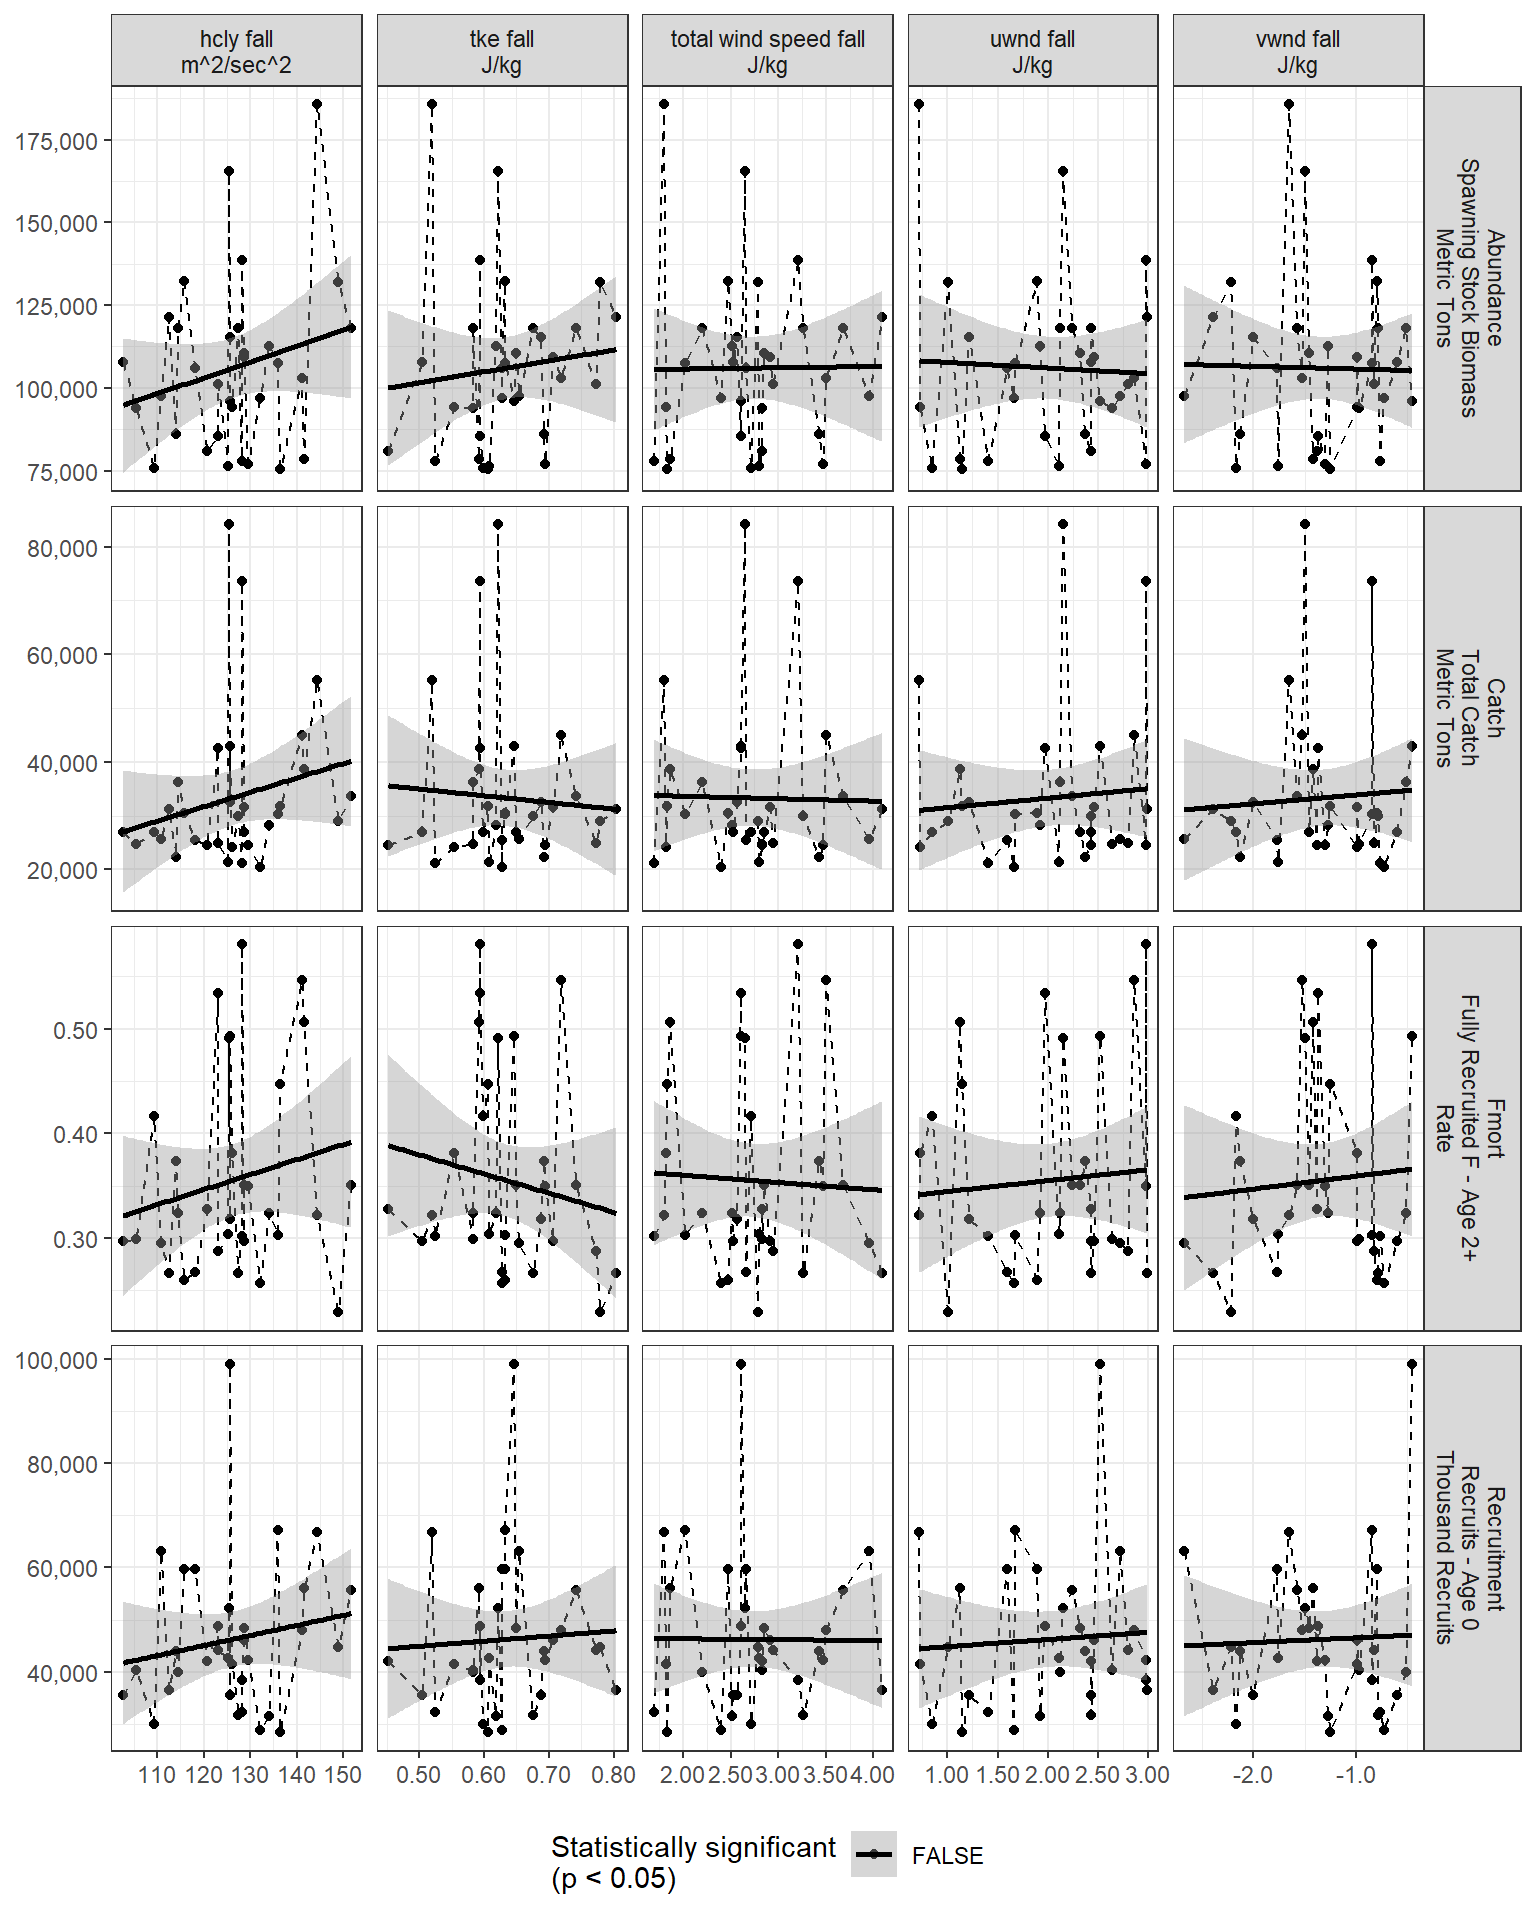 hcly fall
m^2/sec^2
tke fall
J/kg
total wind speed fall
J/kg
uwnd fall
J/kg
vwnd fall
J/kg
175,000
150,000
125,000
100,000
75,000
Abundance
Spawning Stock Biomass
Metric Tons
80,000
60,000
40,000
20,000
Catch
Total Catch
Metric Tons
0.50
0.40
0.30
Fmort
Fully Recruited F - Age 2+
Rate
100,000
80,000
60,000
40,000
Recruitment
Recruits - Age 0
Thousand Recruits
110 120 130 140 150
0.50 0.60 0.70 0.80
2.00 2.50 3.00 3.50 4.00
1.00 1.50 2.00 2.50 3.00
-2.0 -1.0
Statistically significant
(p < 0.05)
FALSE